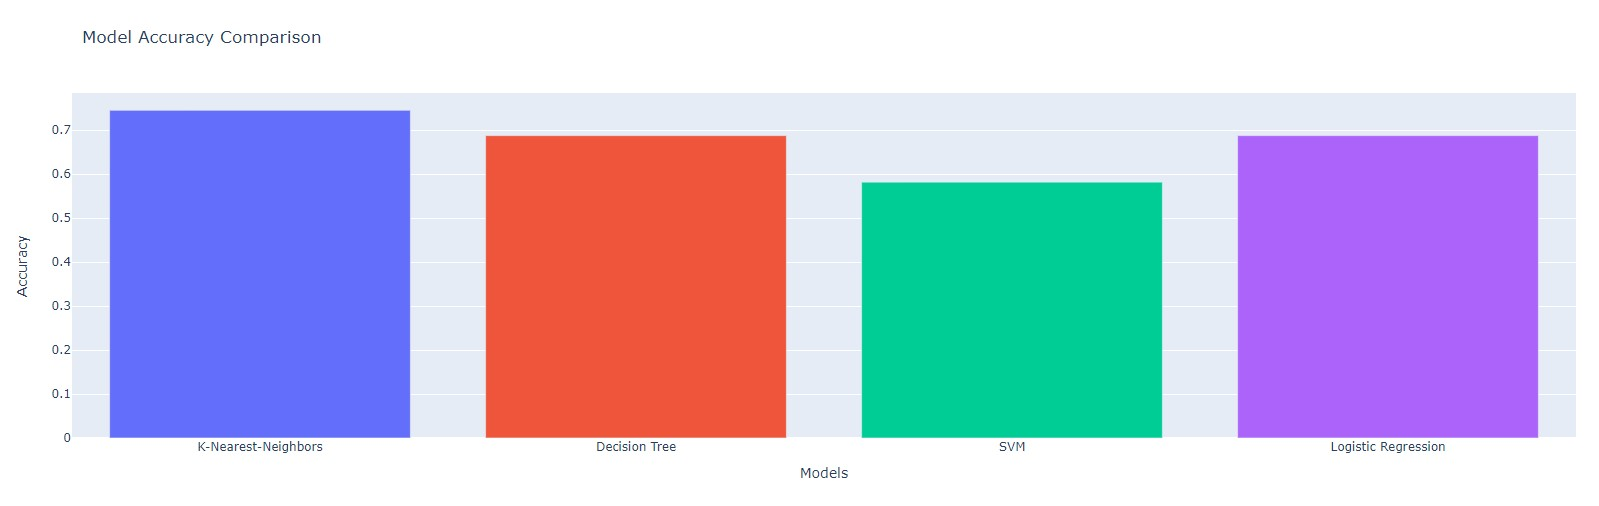 Model Accuracy Comparison
Accuracy
0.7
0.6
0.5
0.4
0.3
0.2
0.1
0
K-Nearest-Neighbors
Decision Tree
SVM
Logistic Regression
Models